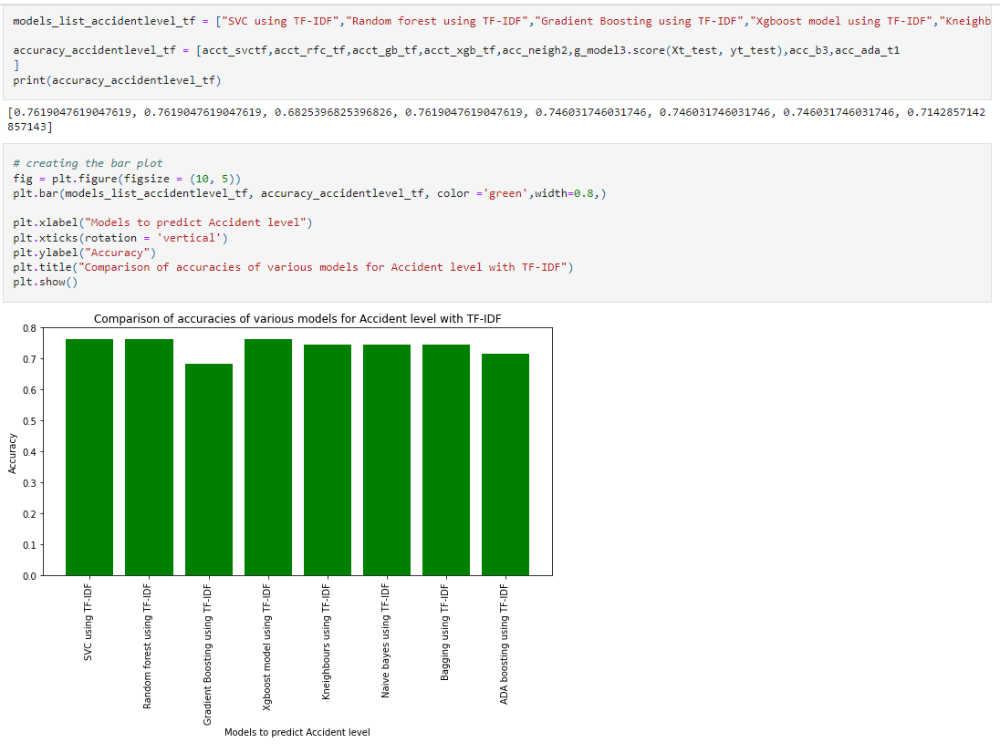 models_list_accidentlevel_tf = ["SVC using TF-IDF","Random forest using TF-IDF","Gradient Boosting using TF-IDF","Xgboost model using TF-IDF","Kneighb
accuracy_accidentlevel_tf = [acct_svctf,acct_rfc_tf,acct_gb_tf,acct_xgb_tf,acc_neigh2,g_model3.score(Xt_test, yt_test),acc_b3,acc_ada_t1
]
print(accuracy_accidentlevel_tf)
[0.7619047619047619, 0.7619047619047619, 0.6825396825396826, 0.7619047619047619, 0.746031746031746, 0.746031746031746, 0.746031746031746, 0.7142857142
857143]
# creating the bar plot
fig = plt.figure(figsize = (10, 5))
plt.bar(models_list_accidentlevel_tf, accuracy_accidentlevel_tf, color ='green',width=0.8,)
plt.xlabel("Models to predict Accident level")
plt.xticks(rotation = 'vertical')
plt.ylabel("Accuracy")
plt.title("Comparison of accuracies of various models for Accident level with TF-IDF")
plt.show()
Comparison of accuracies of various models for Accident level with TF-IDF
0.8
0.7
0.6
0.5
0.4
0.3
0.2
0.1
0.0
Accuracy
SVC using TF-IDF
Random forest using TF-IDF
Gradient Boosting using TF-IDF
Xgboost model using TF-IDF
Kneighbours using TF-IDF
Naive bayes using TF-IDF
Bagging using TF-IDF
ADA boosting using TF-IDF
Models to predict Accident level